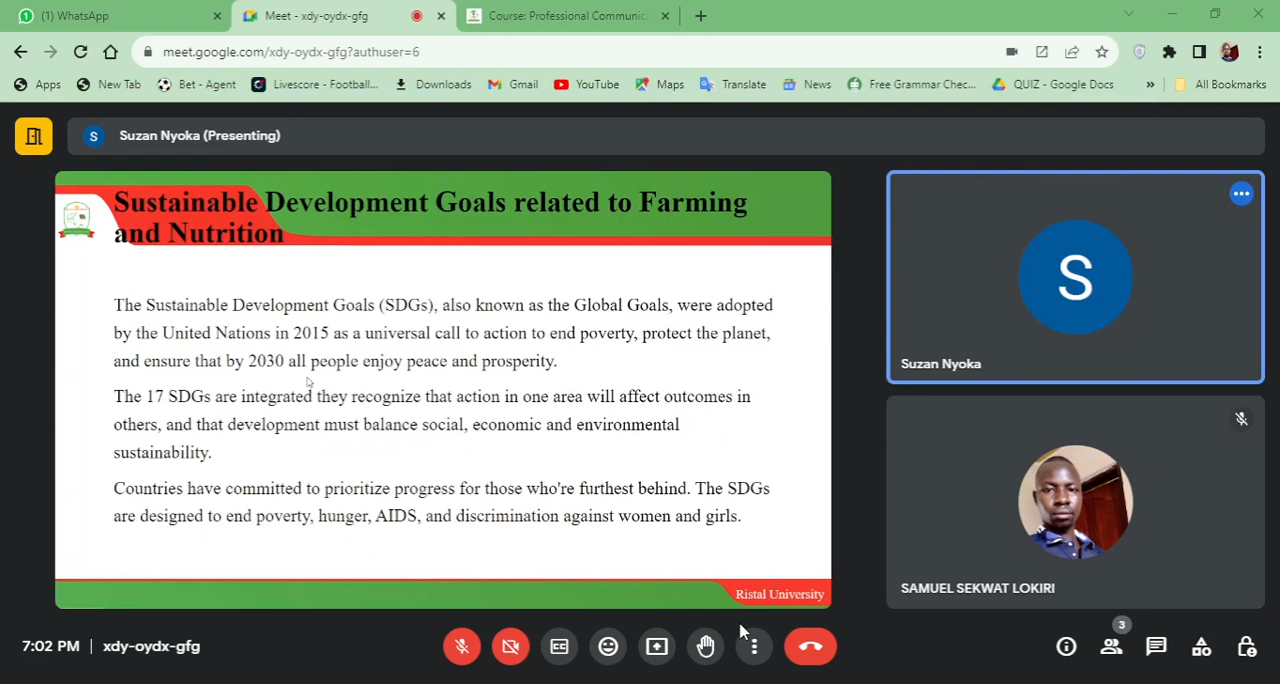 (1) WhatsApp
Meet - xdy-oydx-gfg
Course: Professional Communic
meet.google.com/xdy-oydx-gfg?authuser=6
Apps
New Tab
Bet - Agent
Livescore - Football...
Downloads
Gmail
YouTube
Maps
Translate
News
Free Grammar Chec...
QUIZ - Google Docs
»
All Bookmarks
S
Suzan Nyoka (Presenting)
Sustainable Development Goals related to Farming
and Nutrition
The Sustainable Development Goals (SDGs), also known as the Global Goals, were adopted
by the United Nations in 2015 as a universal call to action to end poverty, protect the planet,
and ensure that by 2030 all people enjoy peace and prosperity.
The 17 SDGs are integrated they recognize that action in one area will affect outcomes in
others, and that development must balance social, economic and environmental
sustainability.
Countries have committed to prioritize progress for those who're furthest behind. The SDGs
are designed to end poverty, hunger, AIDS, and discrimination against women and girls.
Ristal University
S
Suzan Nyoka
SAMUEL SEKWAT LOKIRI
7:02 PM | xdy-oydx-gfg
CC
3